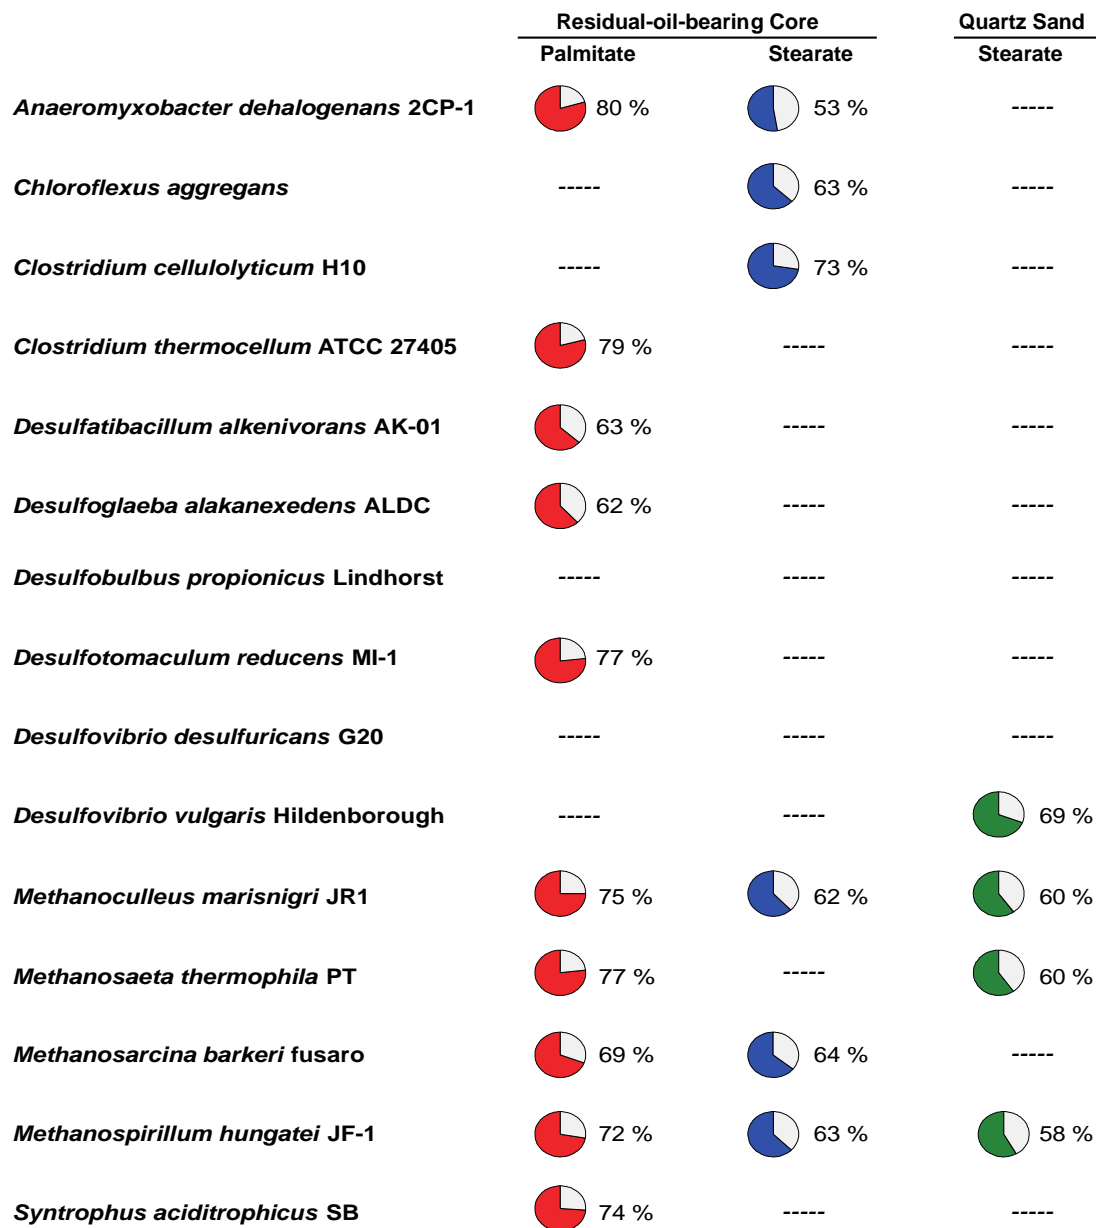 Residual-oil-bearing Core Quartz Sand
Palmitate Stearate Stearate
Anaeromyxobacter dehalogenans 2CP-1 80 % 53 % -----
Chloroflexus aggregans ----- 63 % -----
Clostridium cellulolyticum H10 ----- 73 % -----
Clostridium thermocellum ATCC 27405 79 % ----- -----
Desulfatibacillum alkenivorans AK-01 63 % ----- -----
Desulfoglaeba alakanexedens ALDC 62 % ----- -----
Desulfobulbus propionicus Lindhorst ----- ----- -----
Desulfotomaculum reducens MI-1 77 % ----- -----
Desulfovibrio desulfuricans G20 ----- ----- -----
Desulfovibrio vulgaris Hildenborough ----- ----- 69 %
Methanoculleus marisnigri JR1 75 % 62 % 60 %
Methanosaeta thermophila PT 77 % ----- 60 %
Methanosarcina barkeri fusaro 69 % 64 % -----
Methanospirillum hungatei JF-1 72 % 63 % 58 %
Syntrophus aciditrophicus SB 74 % ----- -----